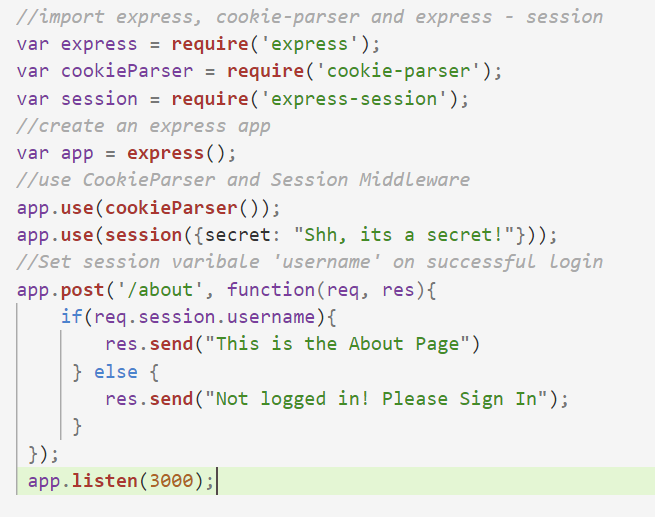 //import express, cookie-parser and express - session
var express = require('express');
var cookieParser = require('cookie-parser');
var session = require('express-session');
//create an express app
var app = express();
//use CookieParser and Session Middleware
app.use(cookieParser());
app.use(session({secret: "Shh, its a secret!"}));
//Set session varibale 'username' on successful login
app.post('/about', function(req, res){
    if(req.session.username){
        res.send("This is the About Page")
     } else {
        res.send("Not logged in! Please Sign In");
     }
 });
 app.listen(3000);